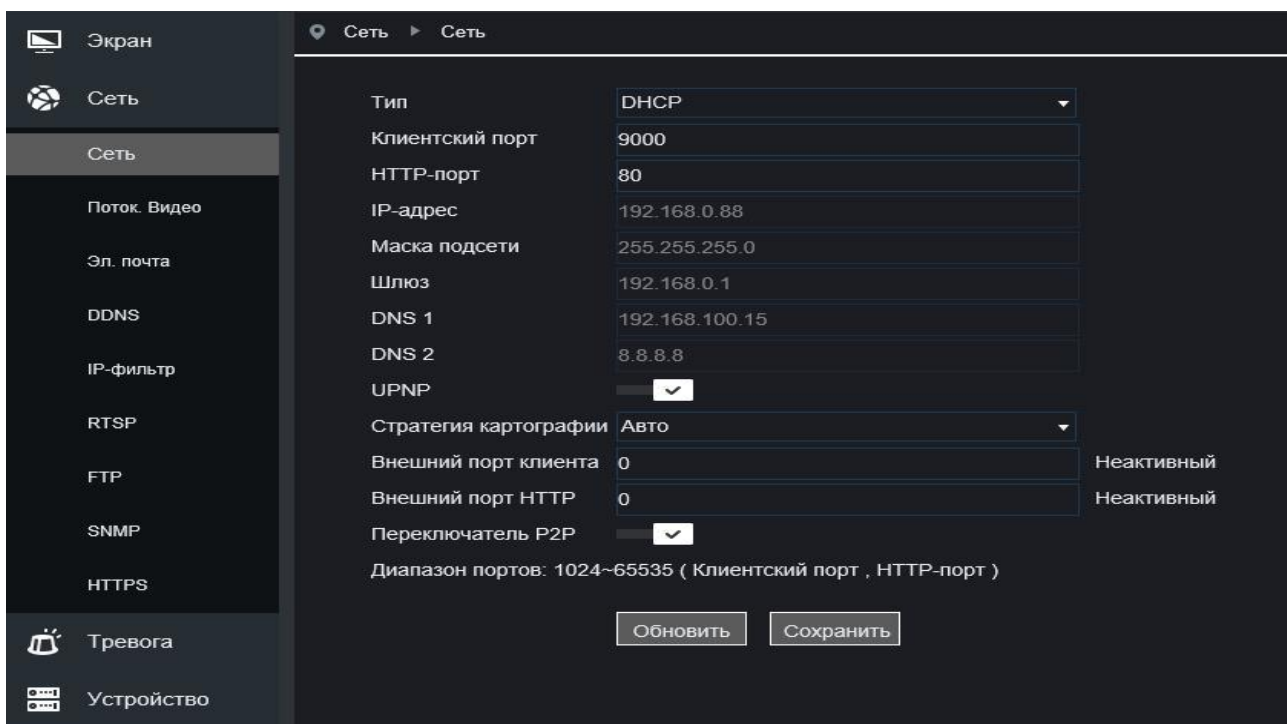 Экран
Сеть
Сеть
Поток. Видео
Эл. почта
DDNS
IP-фильтр
RTSP
FTP
SNMP
HTTPS
Тревога
Устройство
Сеть Сеть
Тип DHCP
Клиентский порт 9000
HTTP-порт 80
IP-адрес 192.168.0.88
Маска подсети 255.255.255.0
Шлюз 192.168.0.1
DNS 1 192.168.100.15
DNS 2 8.8.8.8
UPNP
Стратегия картографии Авто
Внешний порт клиента 0 Неактивный
Внешний порт HTTP 0 Неактивный
Переключатель P2P
Диапазон портов: 1024~65535 ( Клиентский порт , HTTP-порт )
Обновить Сохранить